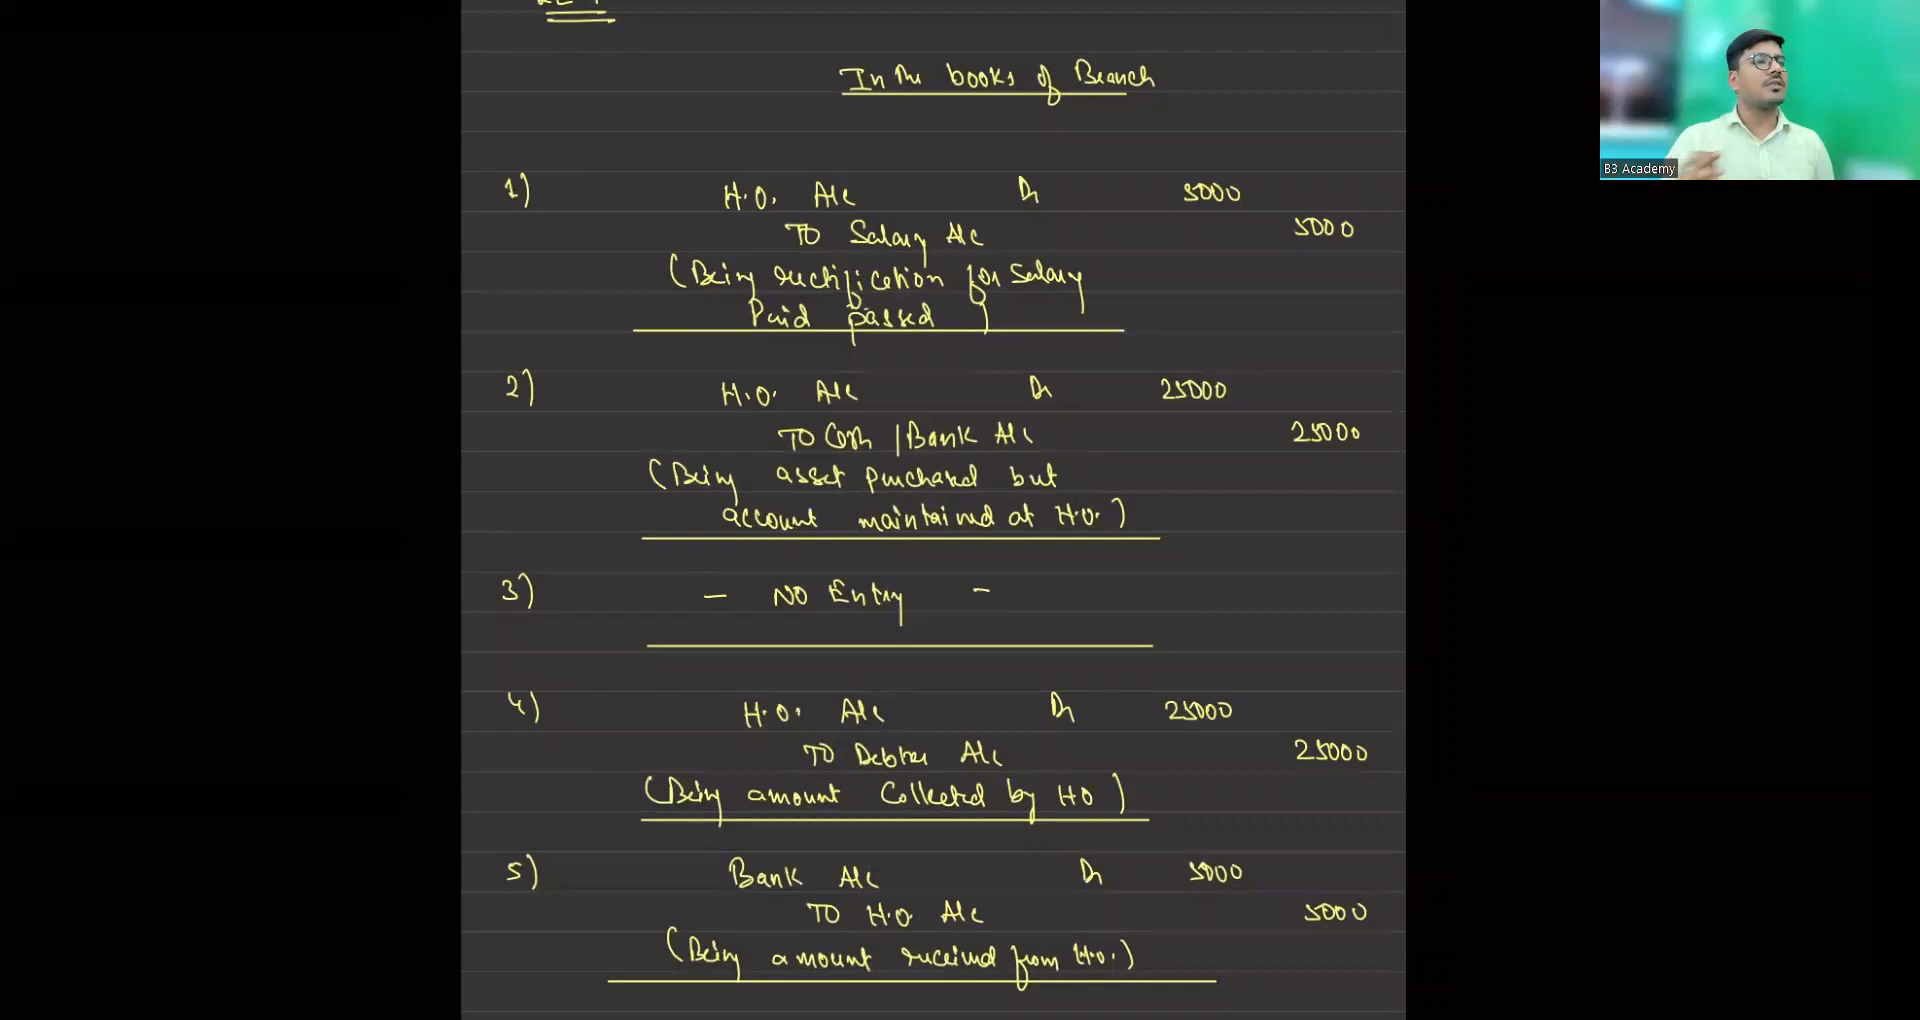 In the books of Branch
1) H.O. A/c Dr 5000
To Salary A/c 5000
(Being rectification for Salary
Paid passed)
2) H.O. A/c Dr 25000
To Cash / Bank A/c 25000
(Being asset purchased but
account maintained at H.O.)
3) - No Entry -
4) H.O. A/c Dr 25000
To Debtor A/c 25000
(Being amount Collected by HO)
5) Bank A/c Dr 5000
To H.O. A/c 5000
(Being amount received from H.O.)
B3 Academy